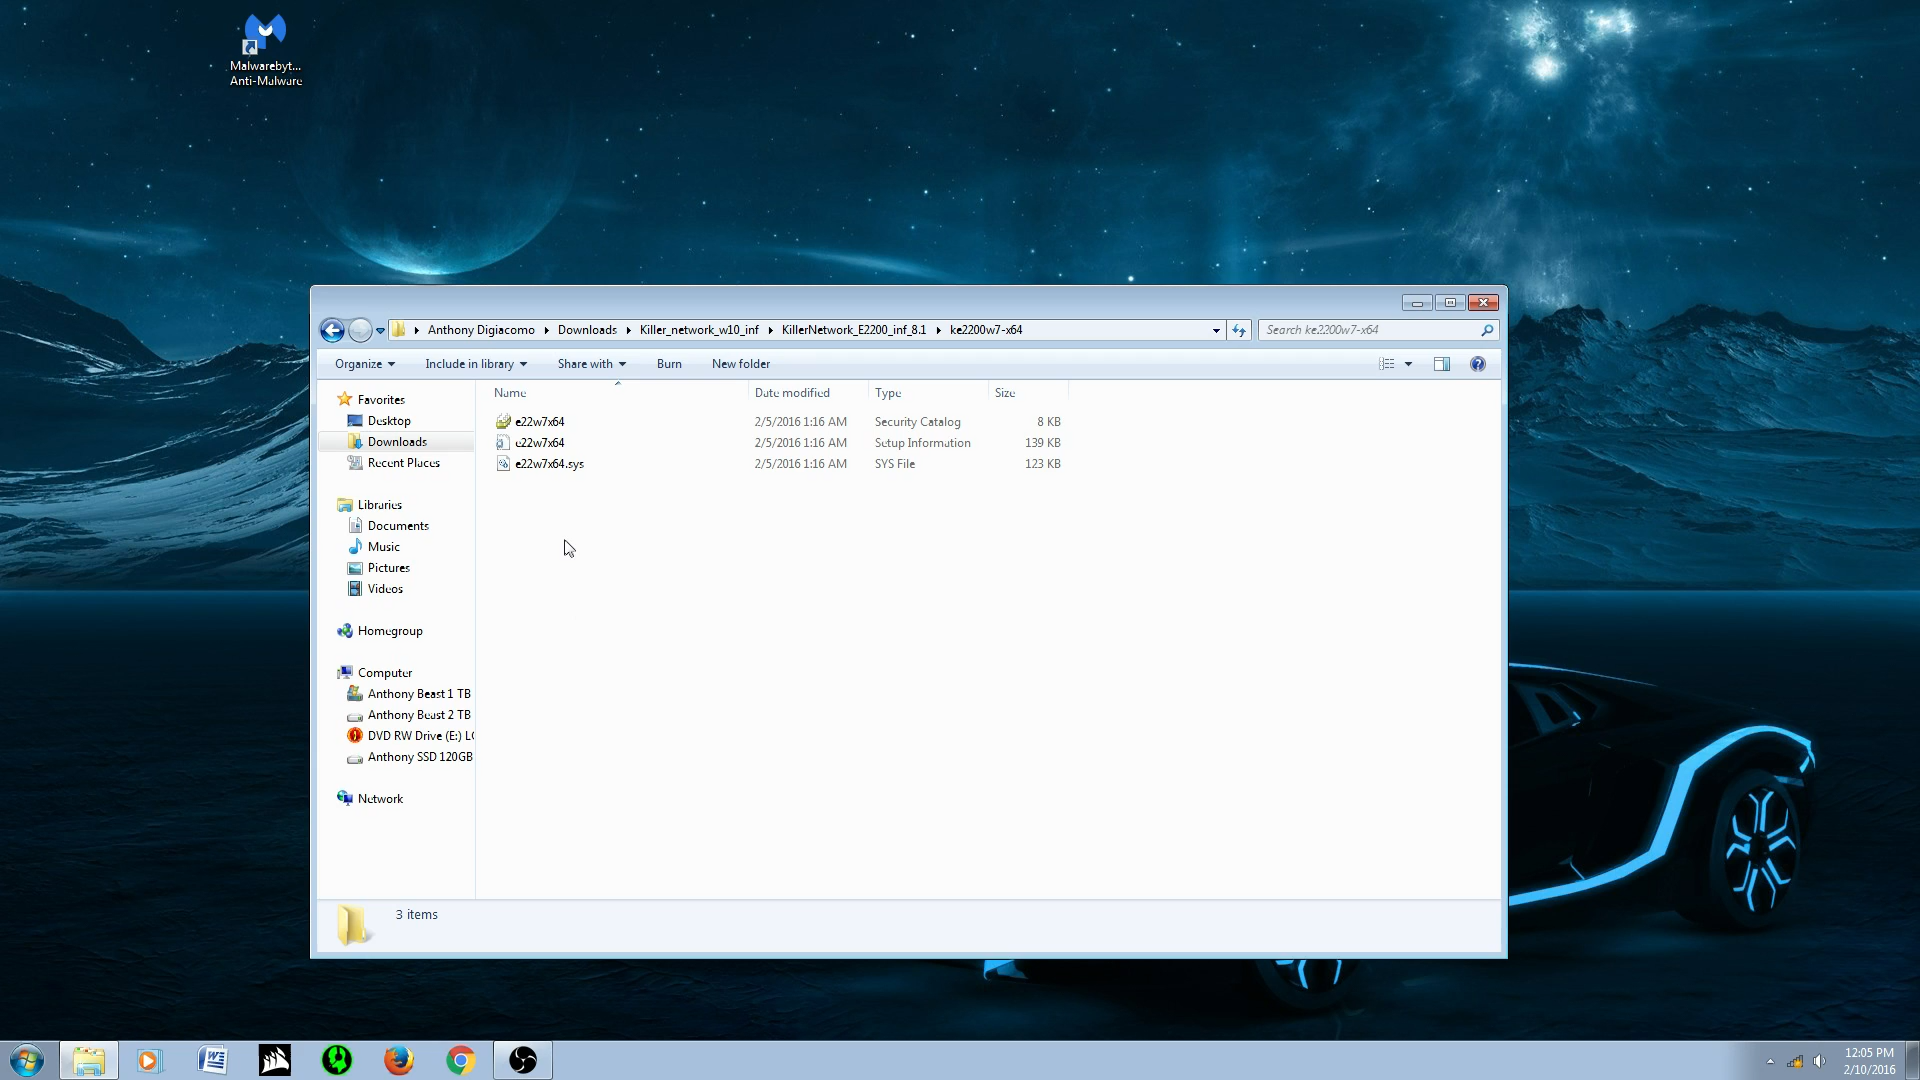 Malwarebyt...
Anti-Malware
Anthony Digiacomo
Downloads
Killer_network_w10_inf
KillerNetwork_E2200_inf_8.1
ke2200w7-x64
Search ke2200w7-x64
Organize
Include in library
Share with
Burn
New folder
Name
Date modified
Type
Size
e22w7x64 2/5/2016 1:16 AM Security Catalog 8 KB
e22w7x64 2/5/2016 1:16 AM Setup Information 139 KB
e22w7x64.sys 2/5/2016 1:16 AM SYS File 123 KB
Favorites
Desktop
Downloads
Recent Places
Libraries
Documents
Music
Pictures
Videos
Homegroup
Computer
Anthony Beast 1 TB
Anthony Beast 2 TB
DVD RW Drive (E:) L
Anthony SSD 120GB
Network
3 items
12:05 PM
2/10/2016